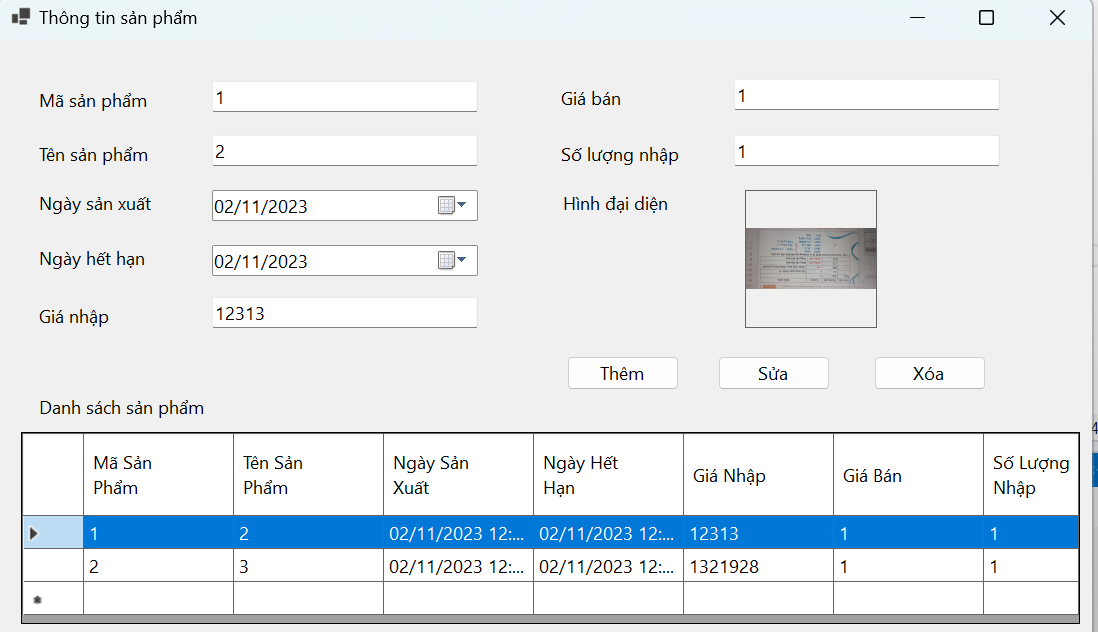 Thông tin sản phẩm
Mã sản phẩm 1 Giá bán 1
Tên sản phẩm 2 Số lượng nhập 1
Ngày sản xuất 02/11/2023 Hình đại diện
Ngày hết hạn 02/11/2023
Giá nhập 12313
Thêm Sửa Xóa
Danh sách sản phẩm
Mã Sản Phẩm Tên Sản Phẩm Ngày Sản Xuất Ngày Hết Hạn Giá Nhập Giá Bán Số Lượng Nhập
1 2 02/11/2023 12:... 02/11/2023 12:... 12313 1 1
2 3 02/11/2023 12:... 02/11/2023 12:... 1321928 1 1